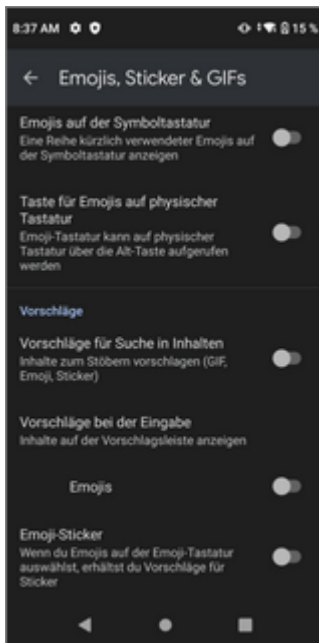 8:37 AM 15 %
Emojis, Sticker & GIFs
Emojis auf der Symboltastatur
Eine Reihe kürzlich verwendeter Emojis auf
der Symboltastatur anzeigen
Taste für Emojis auf physischer
Tastatur
Emoji-Tastatur kann auf physischer
Tastatur über die Alt-Taste aufgerufen
werden
Vorschläge
Vorschläge für Suche in Inhalten
Inhalte zum Stöbern vorschlagen (GIF,
Emoji, Sticker)
Vorschläge bei der Eingabe
Inhalte auf der Vorschlagsleiste anzeigen
Emojis
Emoji-Sticker
Wenn du Emojis auf der Emoji-Tastatur
auswählst, erhältst du Vorschläge für
Sticker